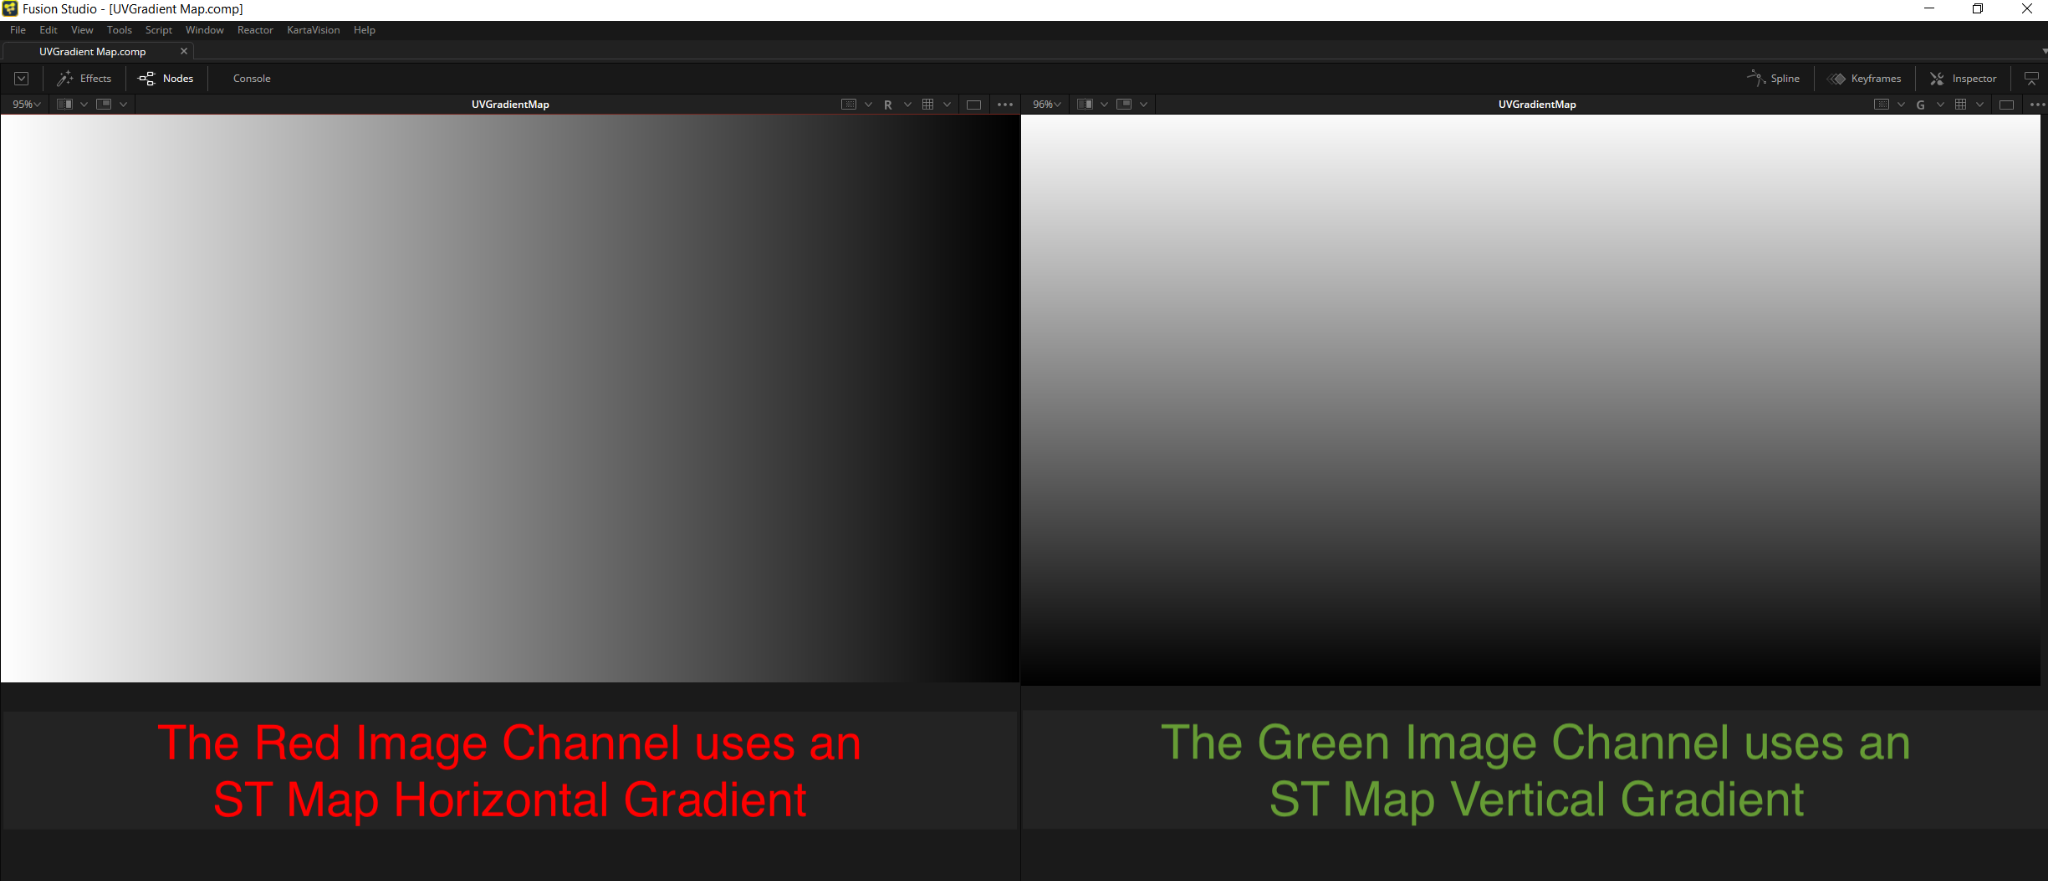 Fusion Studio - [UVGradient Map.comp]
File Edit View Tools Script Window Reactor KartaVision Help
UVGradient Map.comp
Effects Nodes Console Spline Keyframes Inspector
95% UVGradientMap R 96% UVGradientMap G
The Red Image Channel uses an
ST Map Horizontal Gradient
The Green Image Channel uses an
ST Map Vertical Gradient